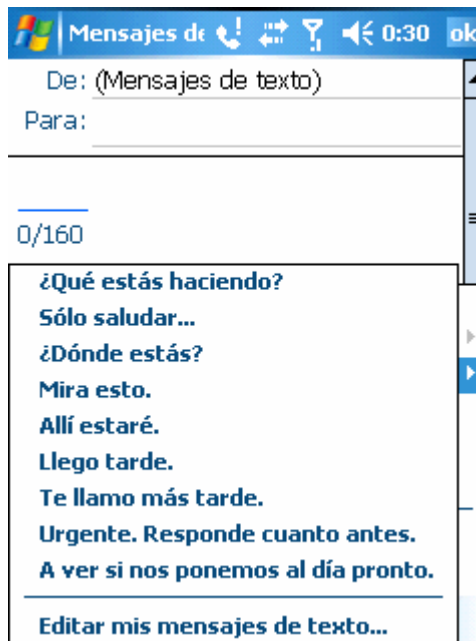 Mensajes de 0:30 ok
De: (Mensajes de texto)
Para:
0/160
¿Qué estás haciendo?
Sólo saludar...
¿Dónde estás?
Mira esto.
Allí estaré.
Llego tarde.
Te llamo más tarde.
Urgente. Responde cuanto antes.
A ver si nos ponemos al día pronto.
Editar mis mensajes de texto...